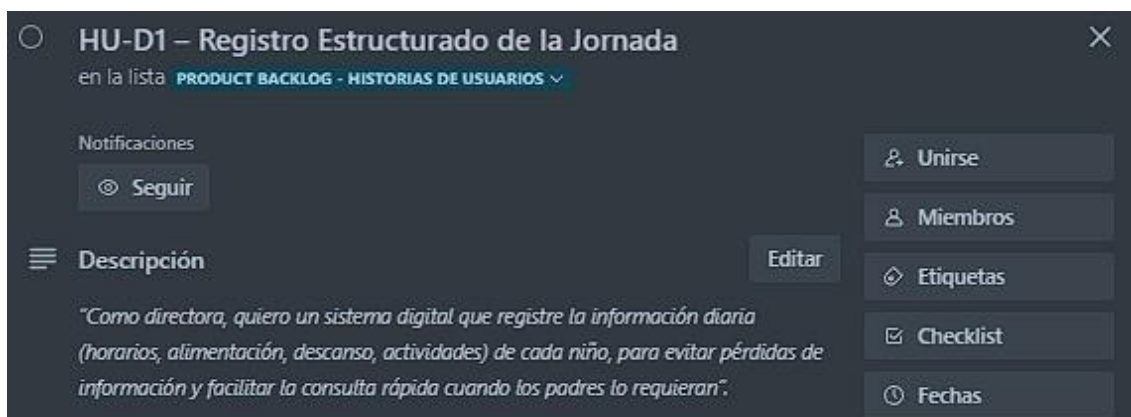 HU-D1 – Registro Estructurado de la Jornada
en la lista PRODUCT BACKLOG - HISTORIAS DE USUARIOS
Notificaciones
Seguir
Descripción
Editar
"Como directora, quiero un sistema digital que registre la información diaria
(horarios, alimentación, descanso, actividades) de cada niño, para evitar pérdidas de
información y facilitar la consulta rápida cuando los padres lo requieran".
Unirse
Miembros
Etiquetas
Checklist
Fechas